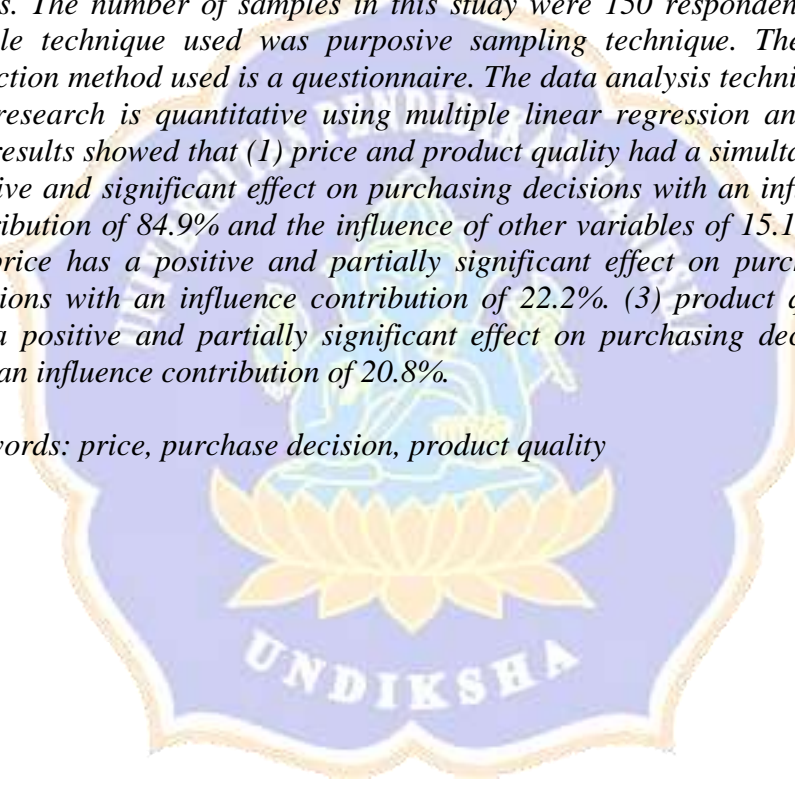 s. The number of samples in this study were 150 responden
le technique used was purposive sampling technique. The
ction method used is a questionnaire. The data analysis techni
research is quantitative using multiple linear regression an
results showed that (1) price and product quality had a simulta
ive and significant effect on purchasing decisions with an inf
ribution of 84.9% and the influence of other variables of 15.1
price has a positive and partially significant effect on purc
ions with an influence contribution of 22.2%. (3) product q
a positive and partially significant effect on purchasing dec
an influence contribution of 20.8%.
words: price, purchase decision, product quality
UNDIKSHA